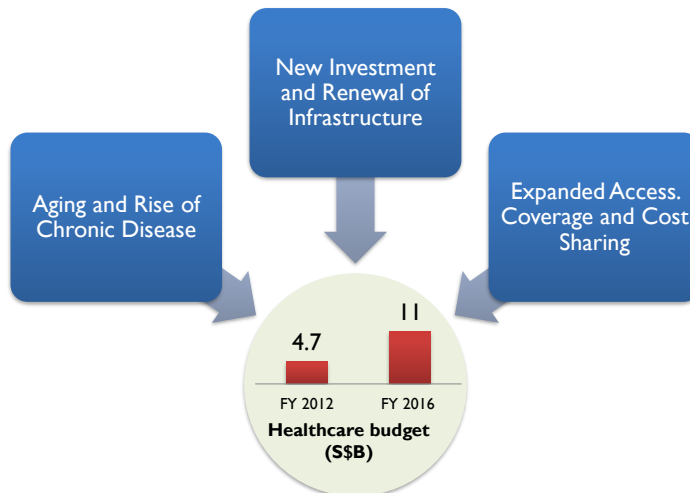 New Investment
and Renewal of
Infrastructure
Aging and Rise of
Chronic Disease
Expanded Access.
Coverage and Cost
Sharing
4.7
11
FY 2012
FY 2016
Healthcare budget
(S$B)